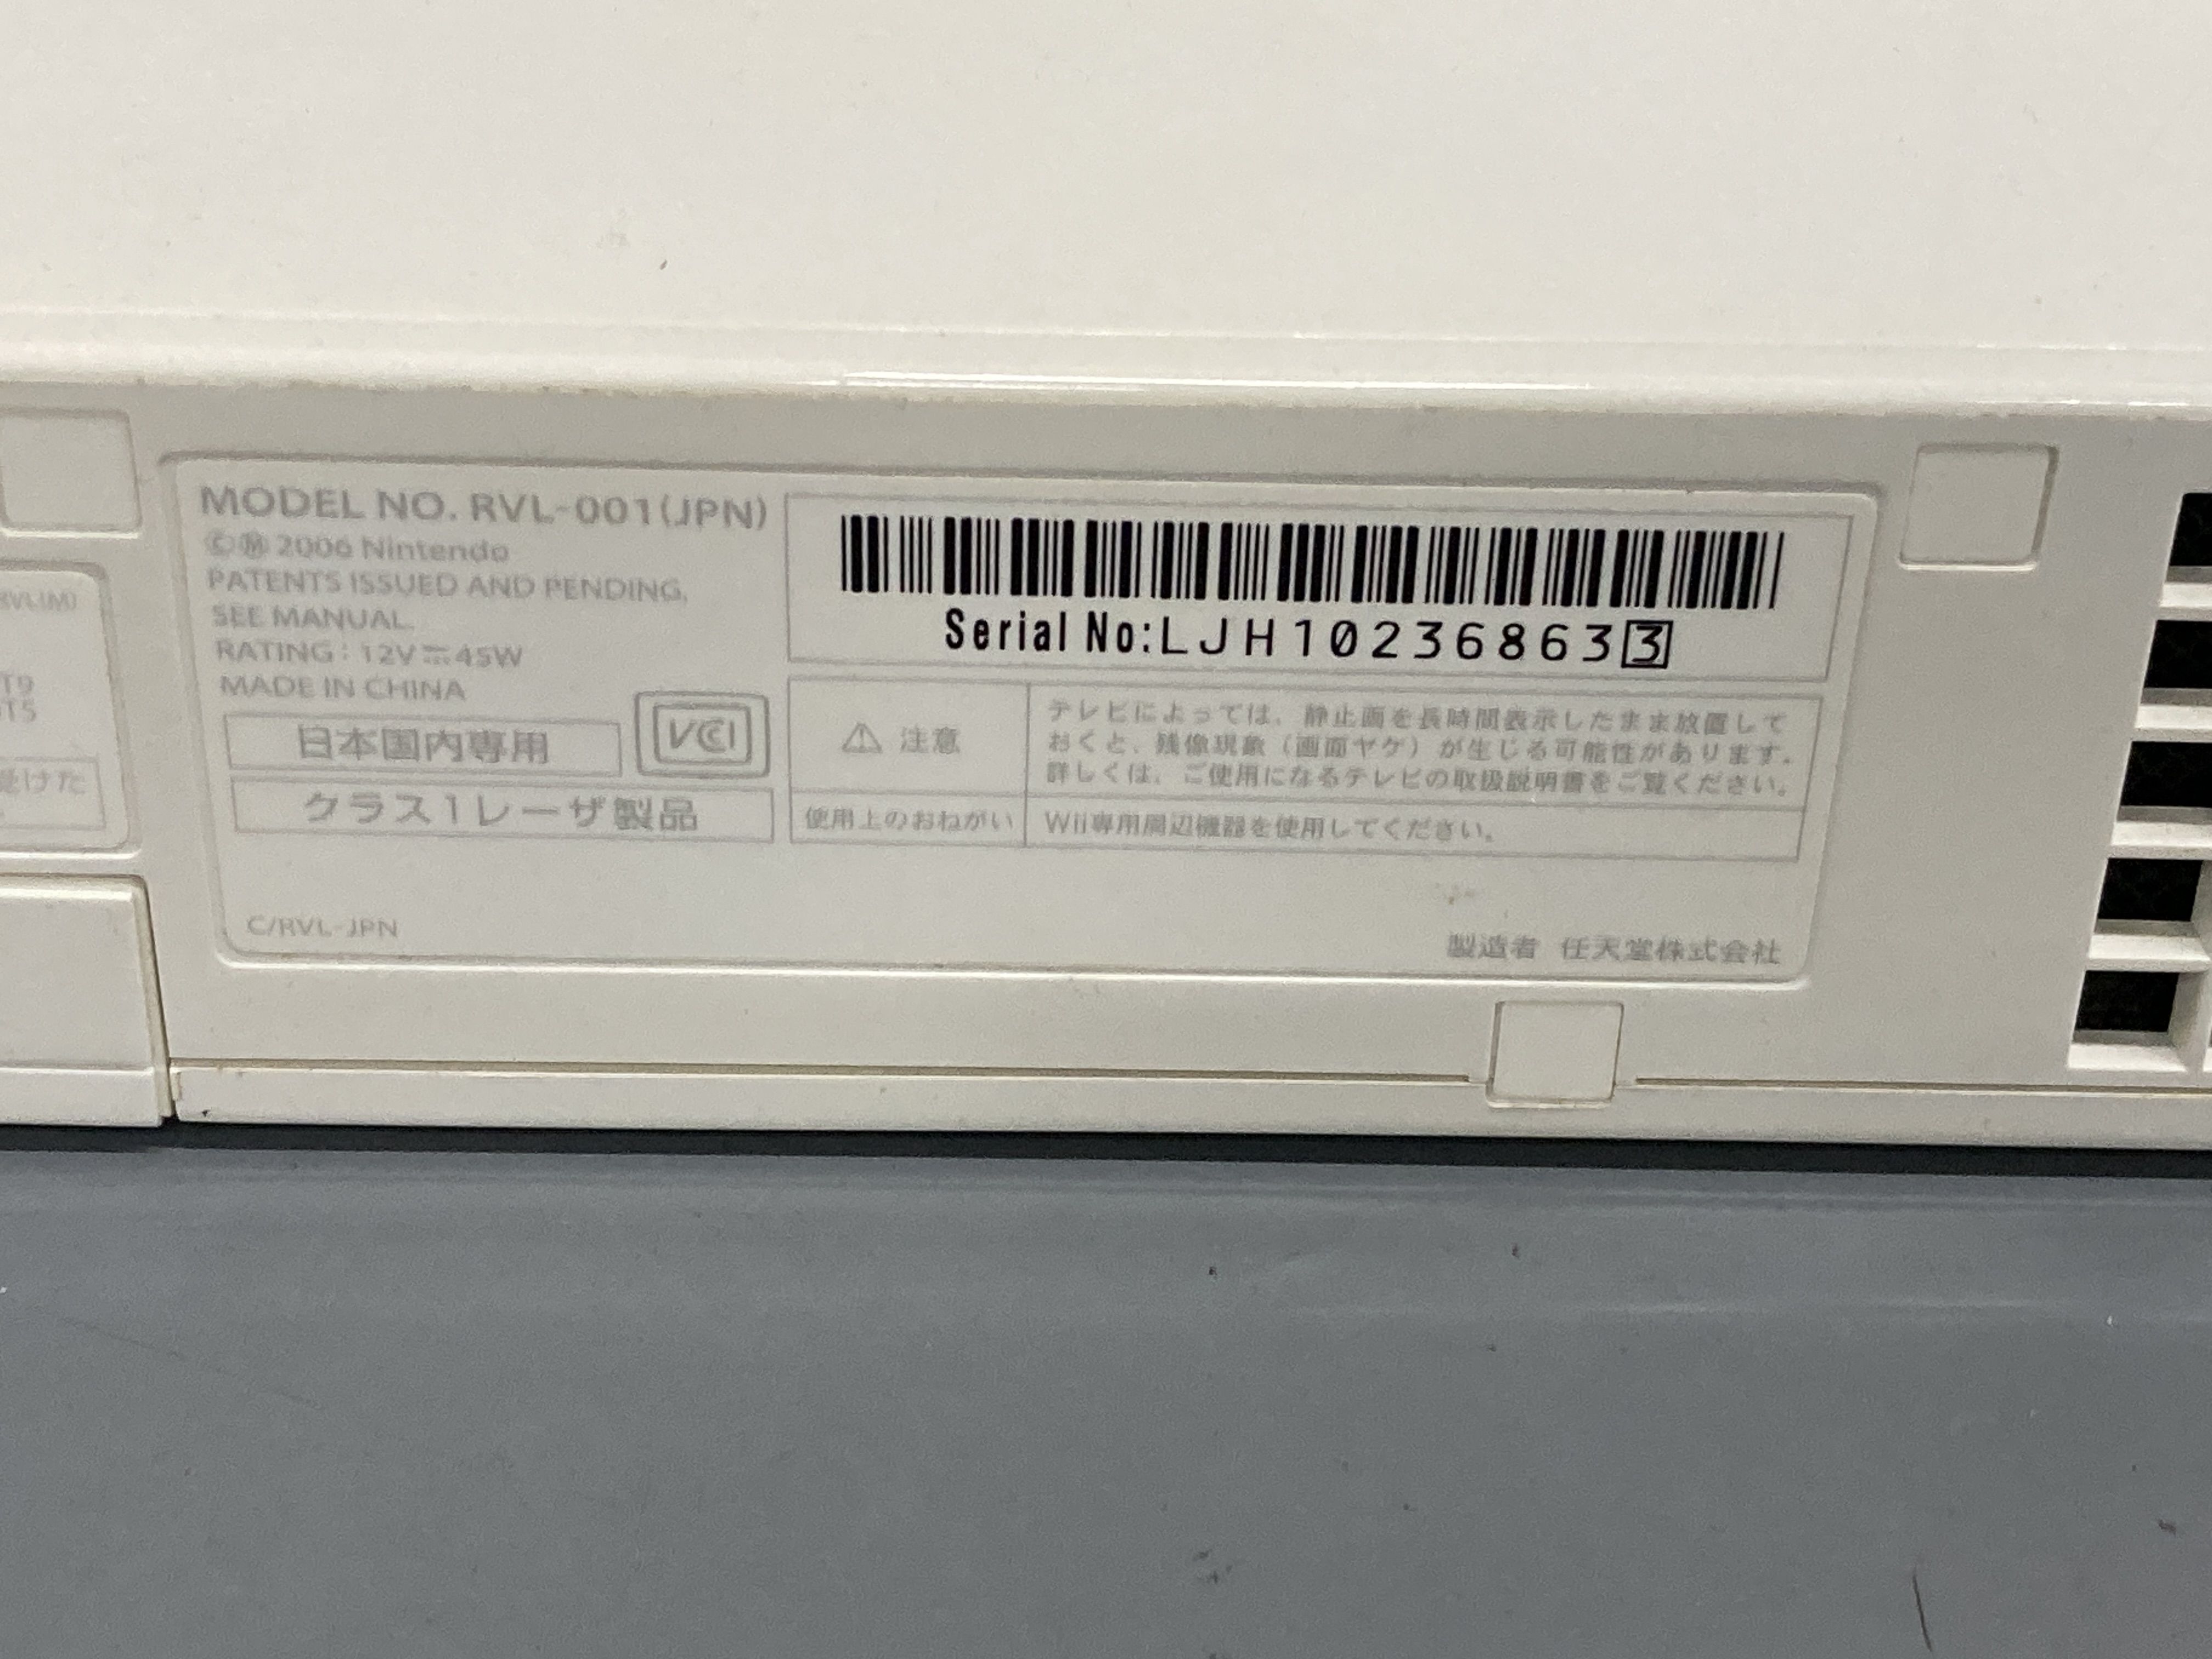 MODEL NO. RVL-001(JPN)
©Ⓜ 2006 Nintendo
PATENTS ISSUED AND PENDING,
SEE MANUAL.
RATING: 12V⎓45W
MADE IN CHINA
日本国内専用
VCI
クラス1レーザ製品
C/RVL-JPN
Serial No:LJH102368633
⚠ 注意
テレビによっては、静止画を長時間表示したまま放置して
おくと、残像現象（画面ヤケ）が生じる可能性があります。
詳しくは、ご使用になるテレビの取扱説明書をご覧ください。
使用上のおねがい
Wii専用周辺機器を使用してください。
製造者 任天堂株式会社
RVL(M)
T9
T5
受けた